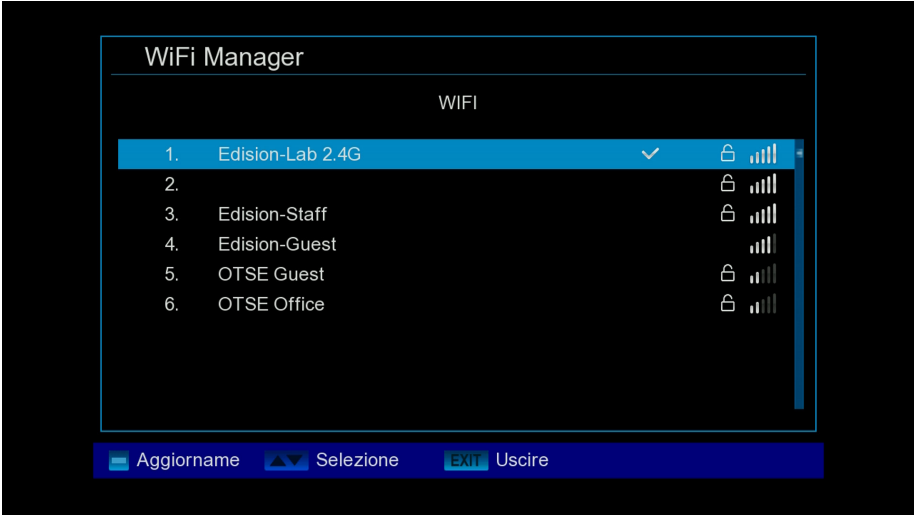 WiFi Manager
WIFI
1. Edision-Lab 2.4G
2.
3. Edision-Staff
4. Edision-Guest
5. OTSE Guest
6. OTSE Office
Aggiorname Selezione EXIT Uscire